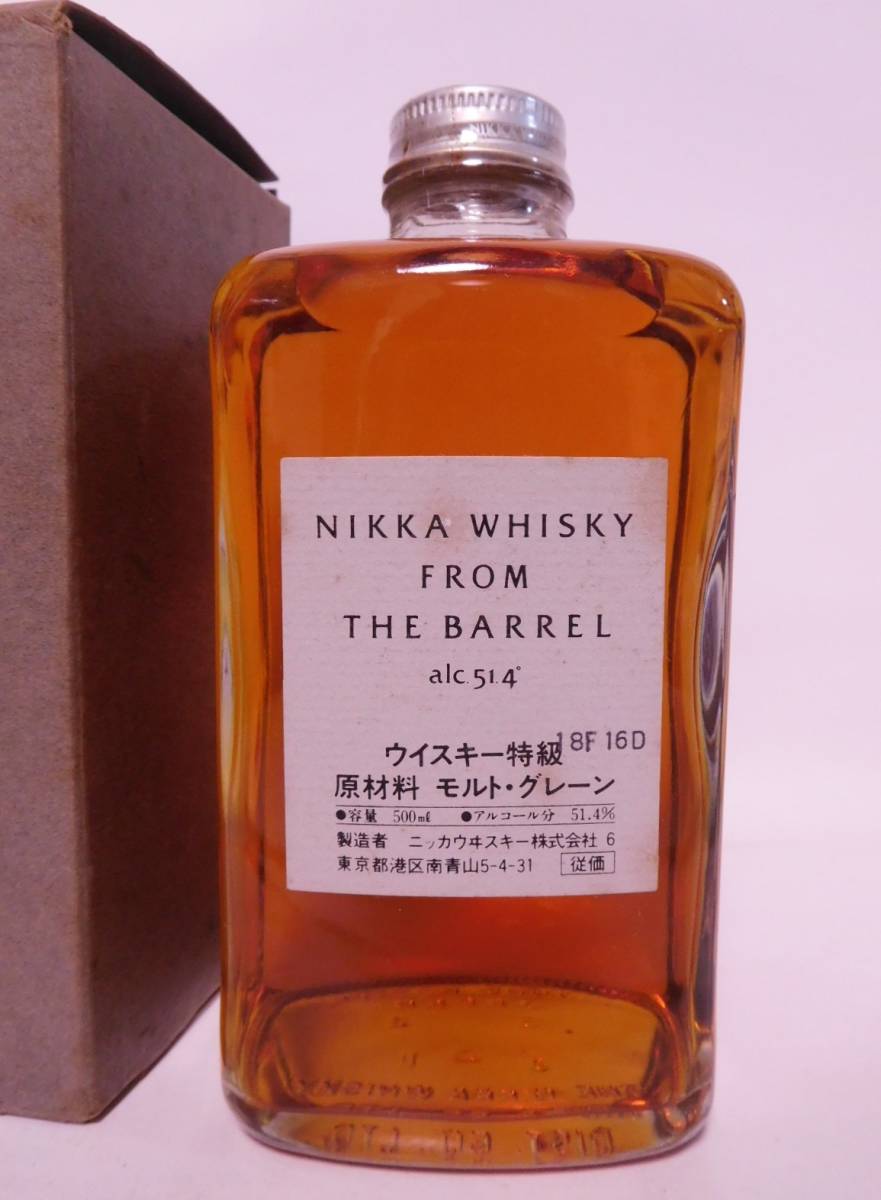 NIKKA
NIKKA WHISKY
FROM
THE BARREL
alc. 51.4°
ウイスキー特級
18F16D
原材料 モルト・グレーン
●容量 500mℓ ●アルコール分 51.4%
製造者 ニッカウヰスキー株式会社 6
東京都港区南青山5-4-31 従価